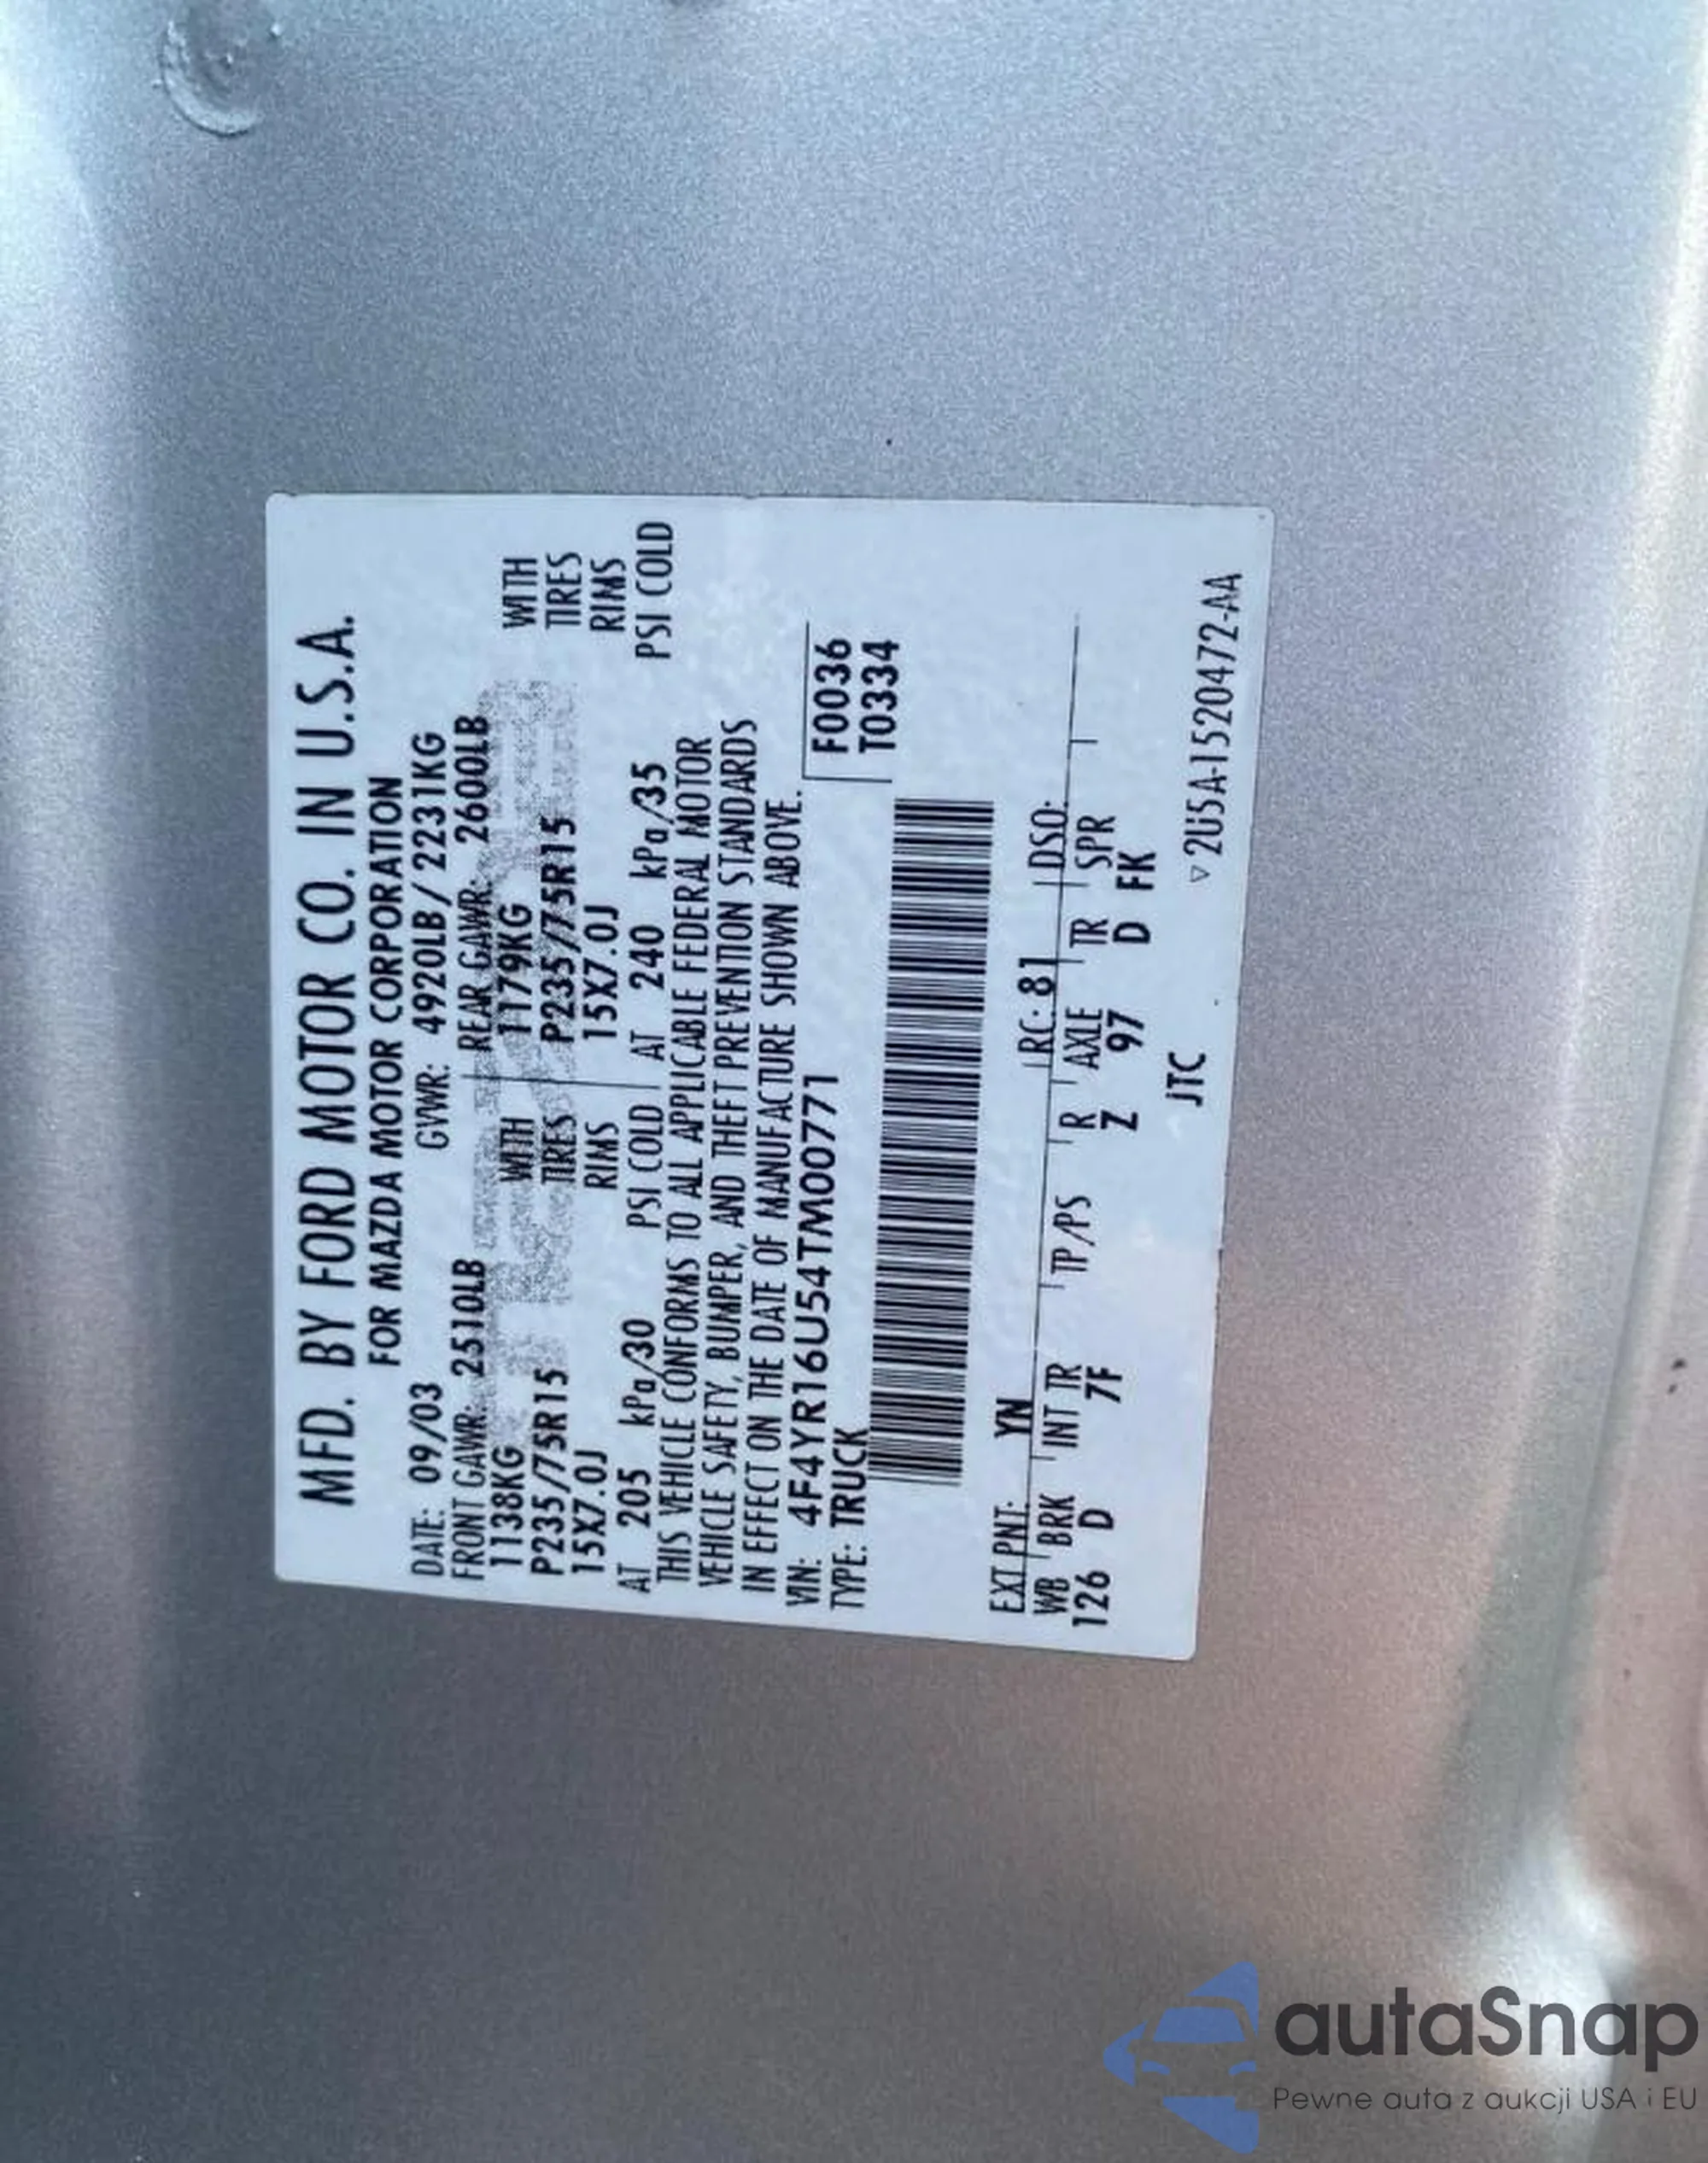 MFD. BY FORD MOTOR CO. IN U.S.A.
FOR MAZDA MOTOR CORPORATION
DATE: 09/03 GVWR: 4920LB/2231KG
FRONT GAWR: 2510LB REAR GAWR: 2600LB
1138KG WITH 1179KG WITH
P235/75R15 TIRES P235/75R15 TIRES
15X7.0J RIMS 15X7.0J RIMS
AT 205 kPa/30 PSI COLD AT 240 kPa/35 PSI COLD
THIS VEHICLE CONFORMS TO ALL APPLICABLE FEDERAL MOTOR
VEHICLE SAFETY, BUMPER, AND THEFT PREVENTION STANDARDS
IN EFFECT ON THE DATE OF MANUFACTURE SHOWN ABOVE.
VIN: 4F4YR16U54TM00771 F0036
TYPE: TRUCK T0334
EXT PNT: YN RC: 81 DSO:
WB BRK INT TR TP/PS R AXLE TR SPR
126 D 7F Z 97 D FK
JTC
▽2U5A-1520472-AA
autaSnap
Pewne auta z aukcji USA i EU